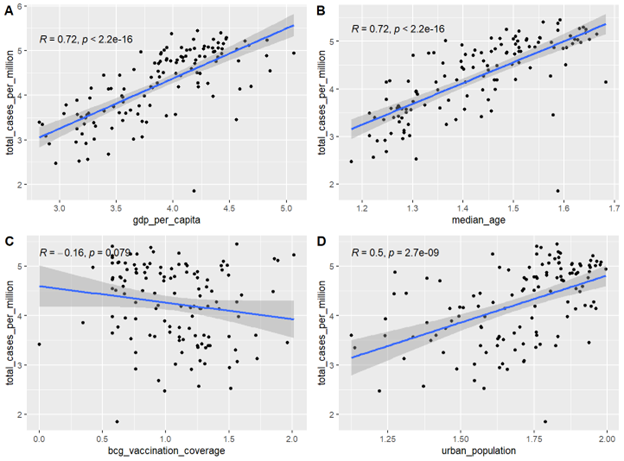 A
R = 0.72, p < 2.2e-16
6
5
4
3
2
total_cases_per_million
3.0 3.5 4.0 4.5 5.0
gdp_per_capita
B
R = 0.72, p < 2.2e-16
5
4
3
2
total_cases_per_million
1.2 1.3 1.4 1.5 1.6 1.7
median_age
C
R = −0.16, p = 0.079
5
4
3
2
total_cases_per_million
0.0 0.5 1.0 1.5 2.0
bcg_vaccination_coverage
D
R = 0.5, p = 2.7e-09
5
4
3
2
total_cases_per_million
1.25 1.50 1.75 2.00
urban_population